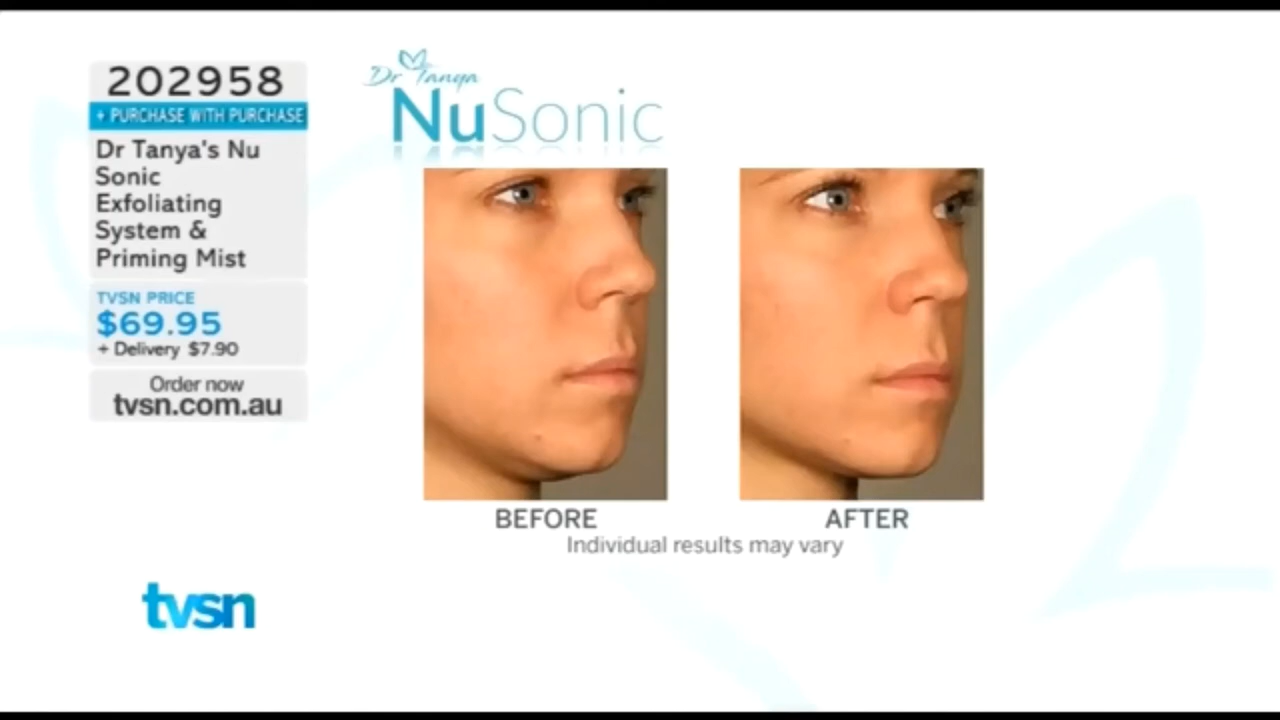 202958
+ PURCHASE WITH PURCHASE
Dr Tanya's Nu
Sonic
Exfoliating
System &
Priming Mist
TVSN PRICE
$69.95
+ Delivery $7.90
Order now
tvsn.com.au
Dr Tanya
NuSonic
BEFORE
AFTER
Individual results may vary
tvsn